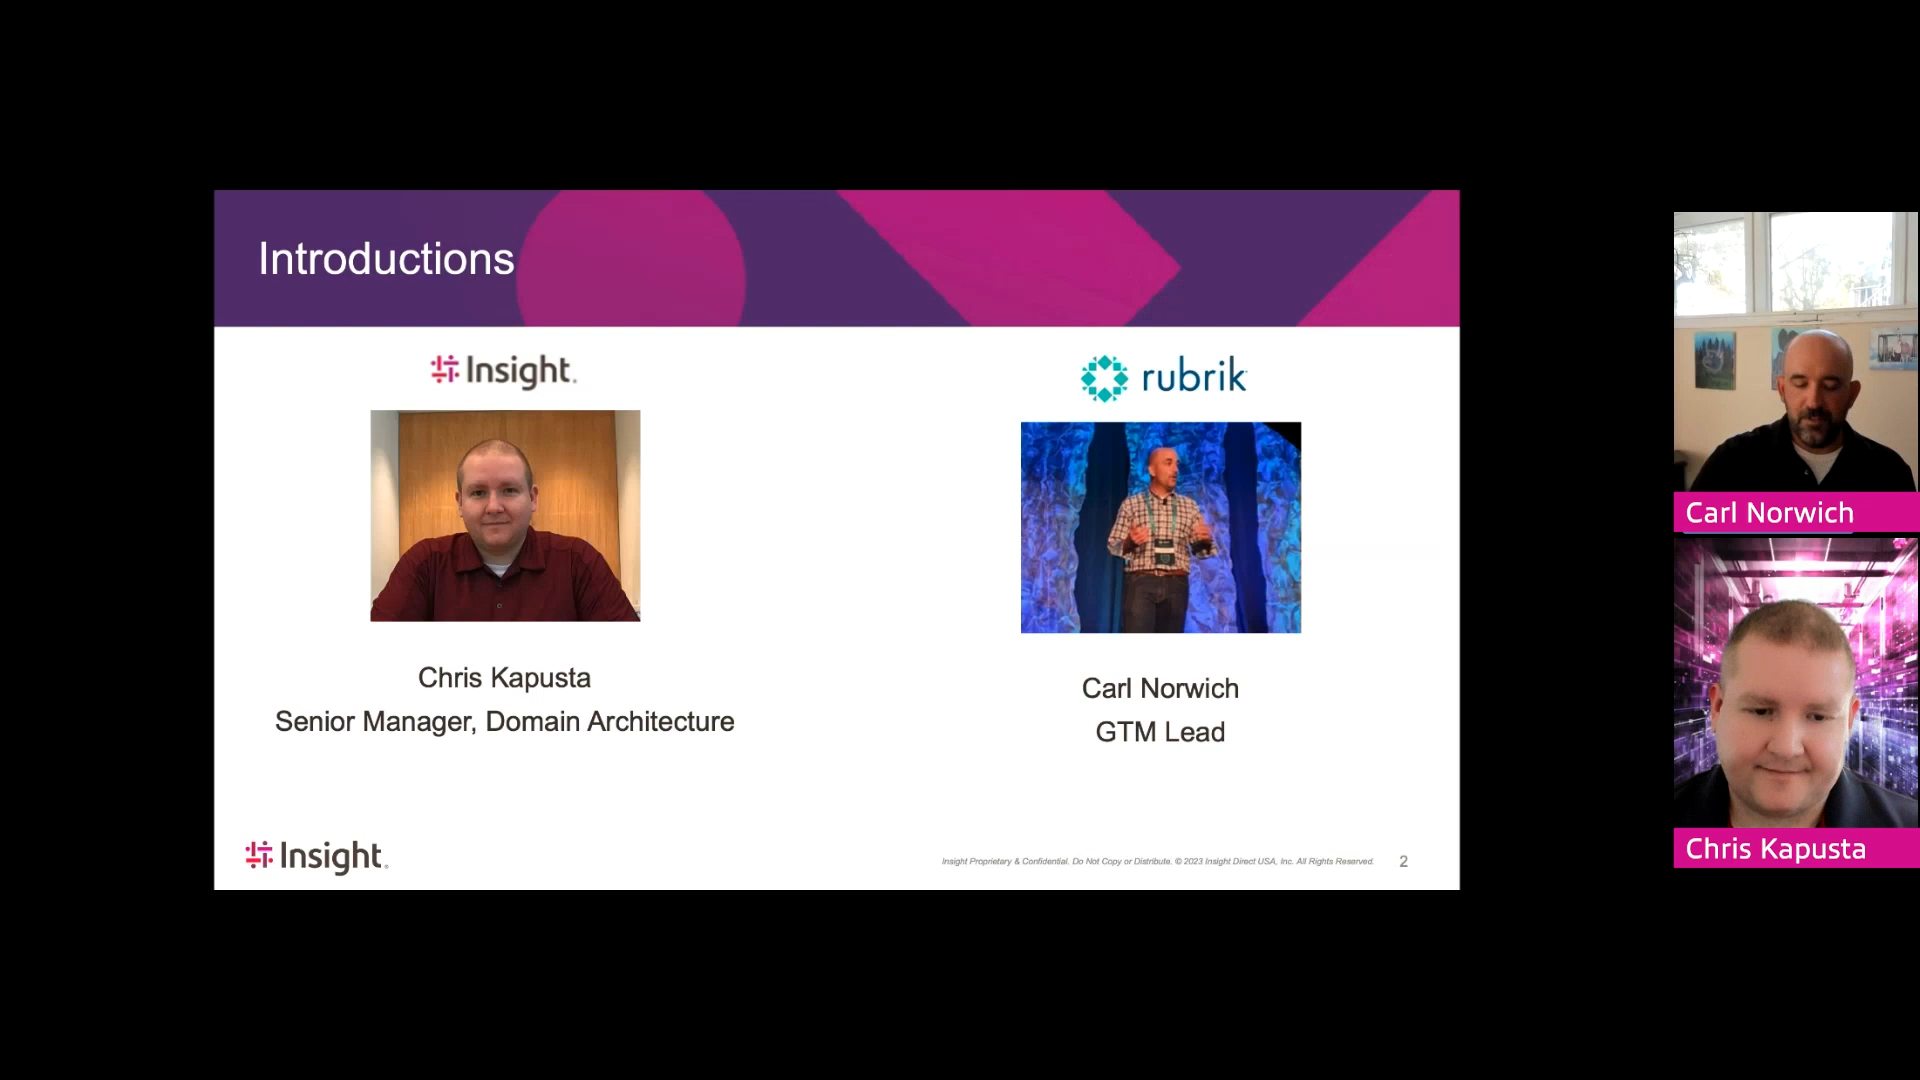 Introductions
Insight.
rubrik
Chris Kapusta
Senior Manager, Domain Architecture
Carl Norwich
GTM Lead
Insight.
Insight Proprietary & Confidential. Do Not Copy or Distribute. © 2023 Insight Direct USA, Inc. All Rights Reserved.
2
Carl Norwich
Chris Kapusta